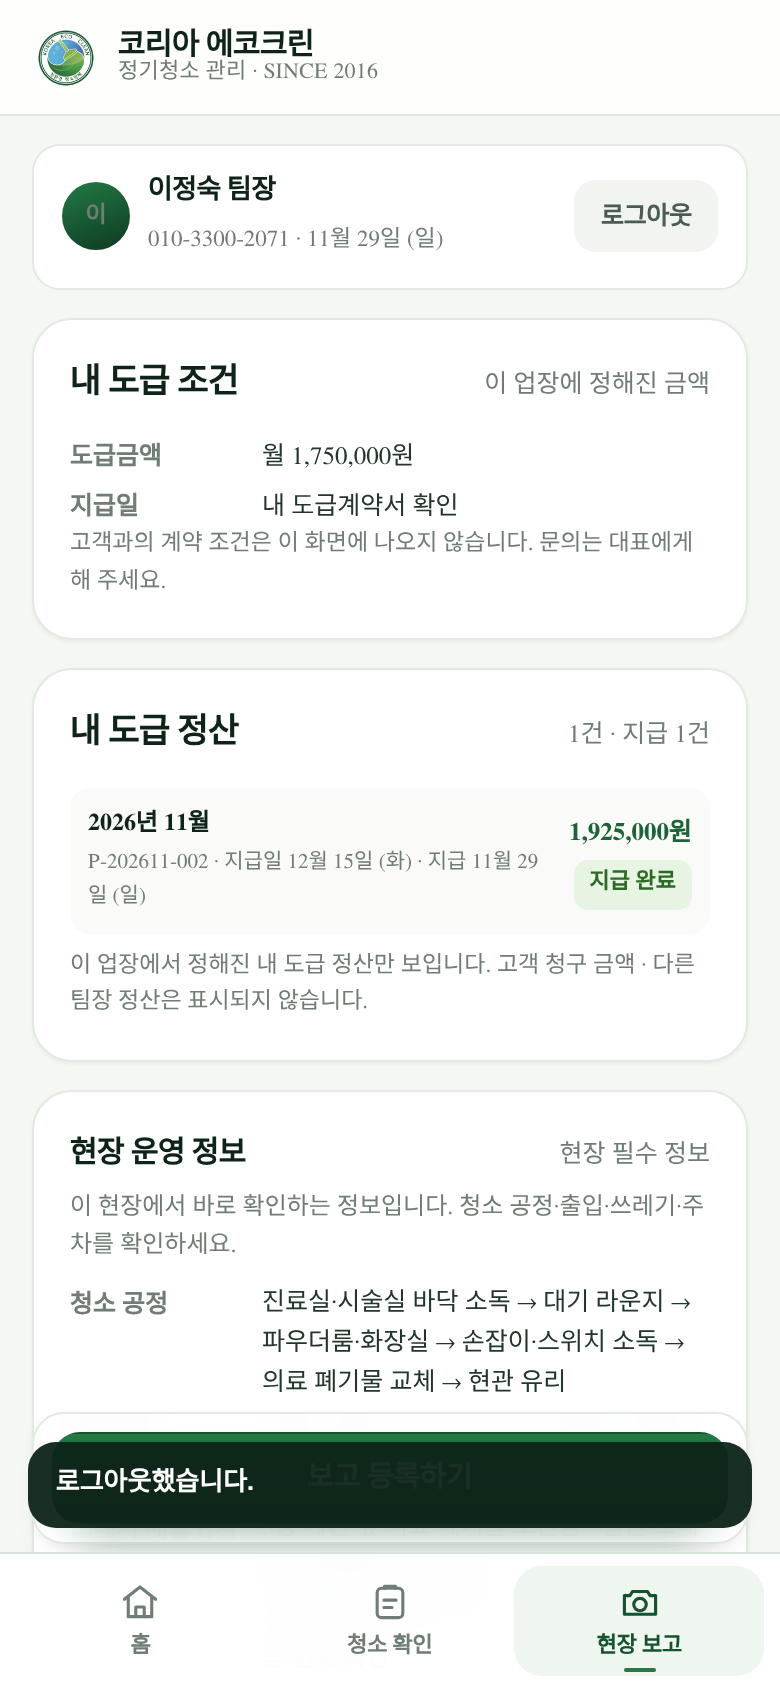 코리아 에코크린
정기청소 관리 · SINCE 2016
이
이정숙 팀장
010-3300-2071 · 11월 29일 (일)
로그아웃
내 도급 조건
이 업장에 정해진 금액
도급금액
월 1,750,000원
지급일
내 도급계약서 확인
고객과의 계약 조건은 이 화면에 나오지 않습니다. 문의는 대표에게
해 주세요.
내 도급 정산
1건 · 지급 1건
2026년 11월
1,925,000원
P-202611-002 · 지급일 12월 15일 (화) · 지급 11월 29
일 (일)
지급 완료
이 업장에서 정해진 내 도급 정산만 보입니다. 고객 청구 금액 · 다른
팀장 정산은 표시되지 않습니다.
현장 운영 정보
현장 필수 정보
이 현장에서 바로 확인하는 정보입니다. 청소 공정·출입·쓰레기·주
차를 확인하세요.
청소 공정
진료실·시술실 바닥 소독 → 대기 라운지 →
파우더룸·화장실 → 손잡이·스위치 소독 →
의료 폐기물 교체 → 현관 유리
로그아웃했습니다.
보고 등록하기
홈
청소 확인
현장 보고